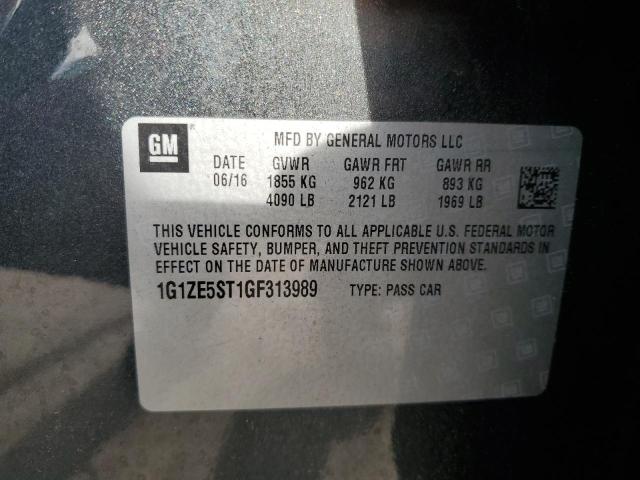 GM
MFD BY GENERAL MOTORS LLC
DATE GVWR GAWR FRT GAWR RR
06/16 1855 KG 962 KG 893 KG
4090 LB 2121 LB 1969 LB
THIS VEHICLE CONFORMS TO ALL APPLICABLE U.S. FEDERAL MOTOR
VEHICLE SAFETY, BUMPER, AND THEFT PREVENTION STANDARDS IN
EFFECT ON THE DATE OF MANUFACTURE SHOWN ABOVE.
1G1ZE5ST1GF313989 TYPE: PASS CAR